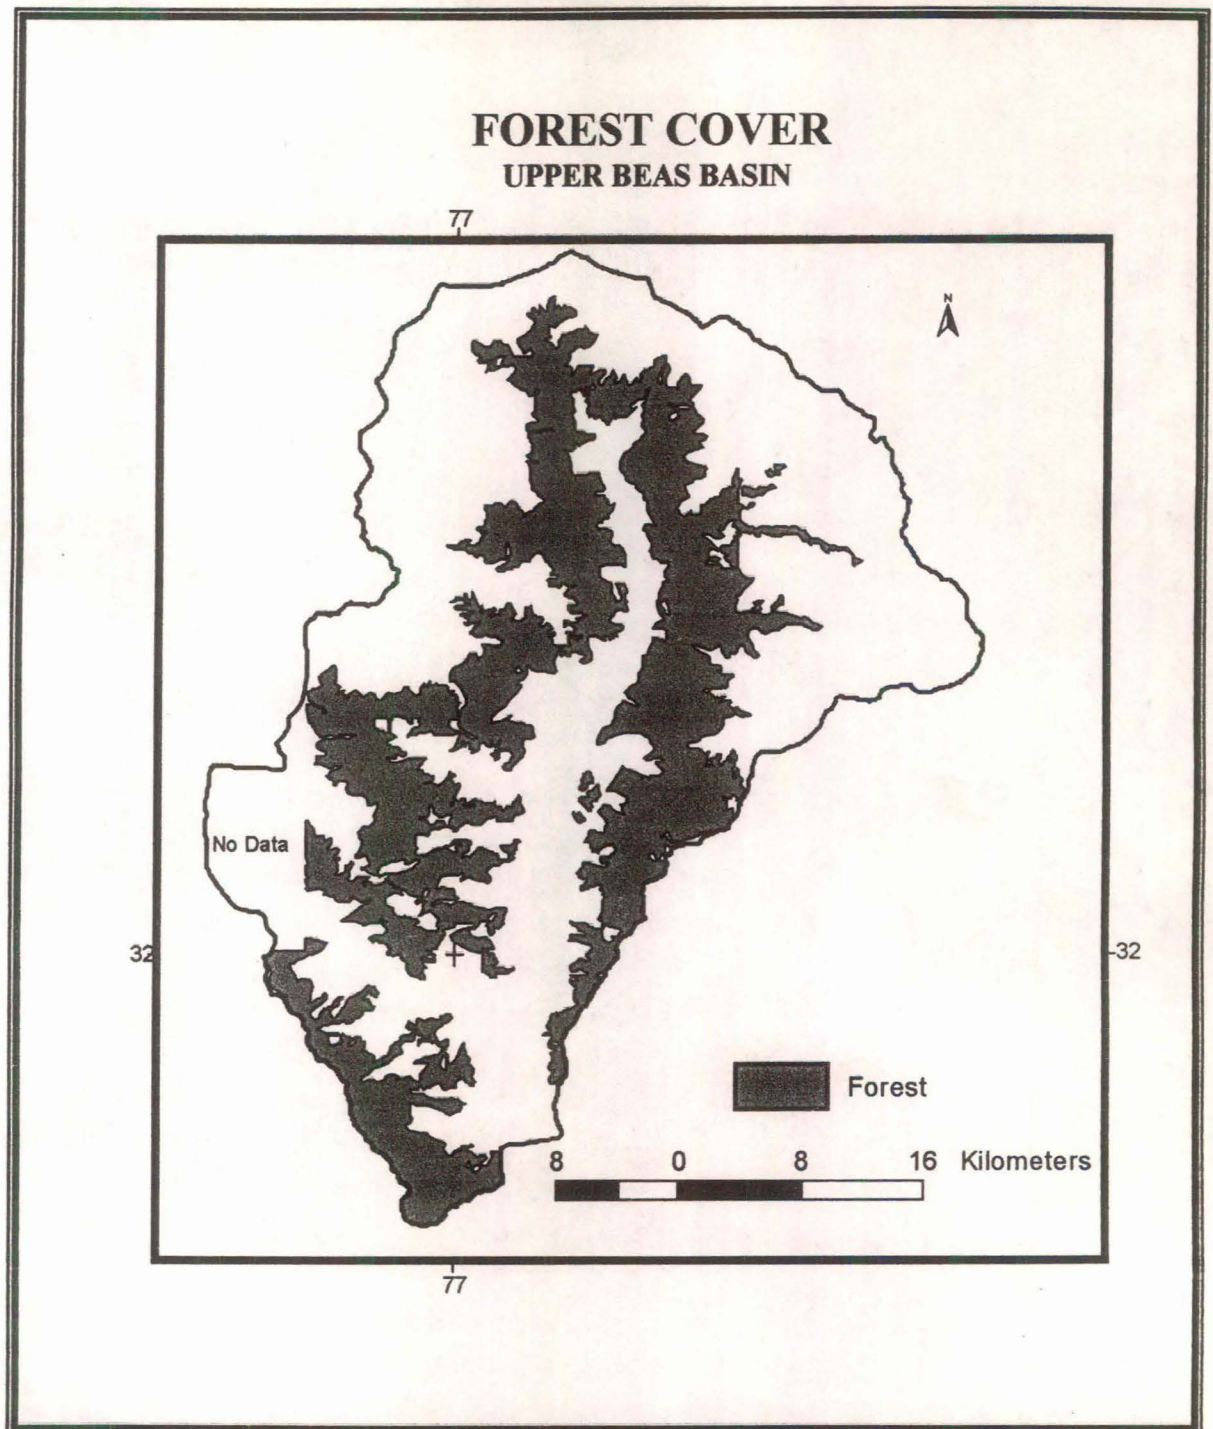 FOREST COVER
UPPER BEAS BASIN
77
N
No Data
32
32
Forest
8 0 8 16 Kilometers
77